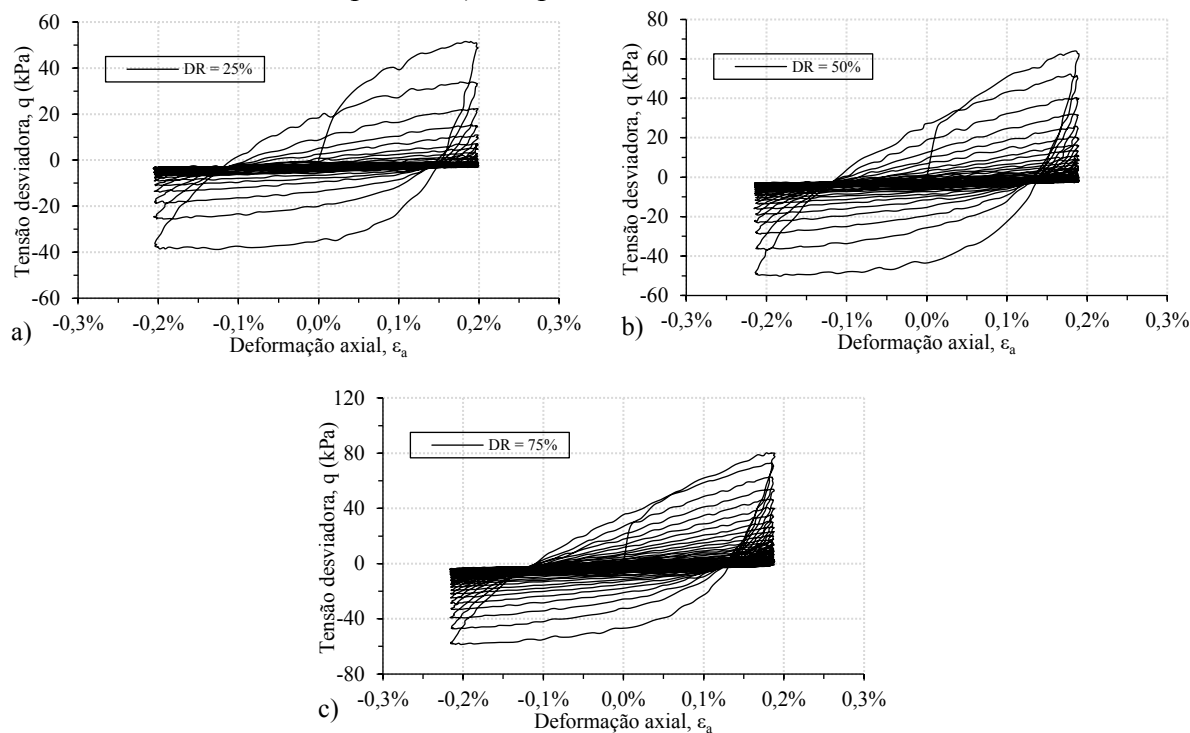 60
40
20
0
-20
-40
-60
Tensão desviadora, q (kPa)
DR = 25%
-0,3% -0,2% -0,1% 0,0% 0,1% 0,2% 0,3%
Deformação axial, εa
a)
80
60
40
20
0
-20
-40
-60
Tensão desviadora, q (kPa)
DR = 50%
-0,3% -0,2% -0,1% 0,0% 0,1% 0,2% 0,3%
Deformação axial, εa
b)
120
80
40
0
-40
-80
Tensão desviadora, q (kPa)
DR = 75%
-0,3% -0,2% -0,1% 0,0% 0,1% 0,2% 0,3%
Deformação axial, εa
c)